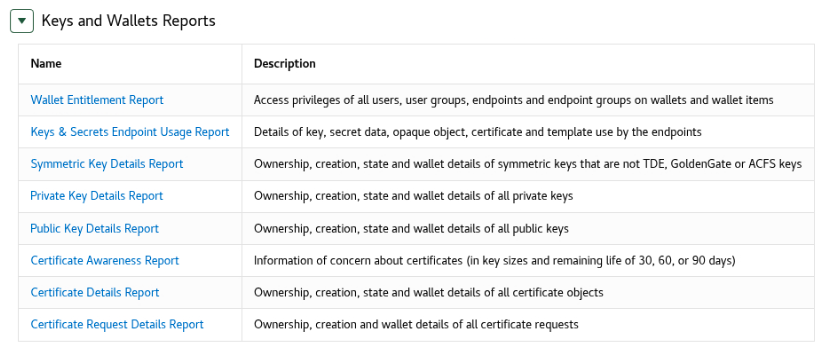 Keys and Wallets Reports
Name Description
Wallet Entitlement Report Access privileges of all users, user groups, endpoints and endpoint groups on wallets and wallet items
Keys & Secrets Endpoint Usage Report Details of key, secret data, opaque object, certificate and template use by the endpoints
Symmetric Key Details Report Ownership, creation, state and wallet details of symmetric keys that are not TDE, GoldenGate or ACFS keys
Private Key Details Report Ownership, creation, state and wallet details of all private keys
Public Key Details Report Ownership, creation, state and wallet details of all public keys
Certificate Awareness Report Information of concern about certificates (in key sizes and remaining life of 30, 60, or 90 days)
Certificate Details Report Ownership, creation, state and wallet details of all certificate objects
Certificate Request Details Report Ownership, creation and wallet details of all certificate requests